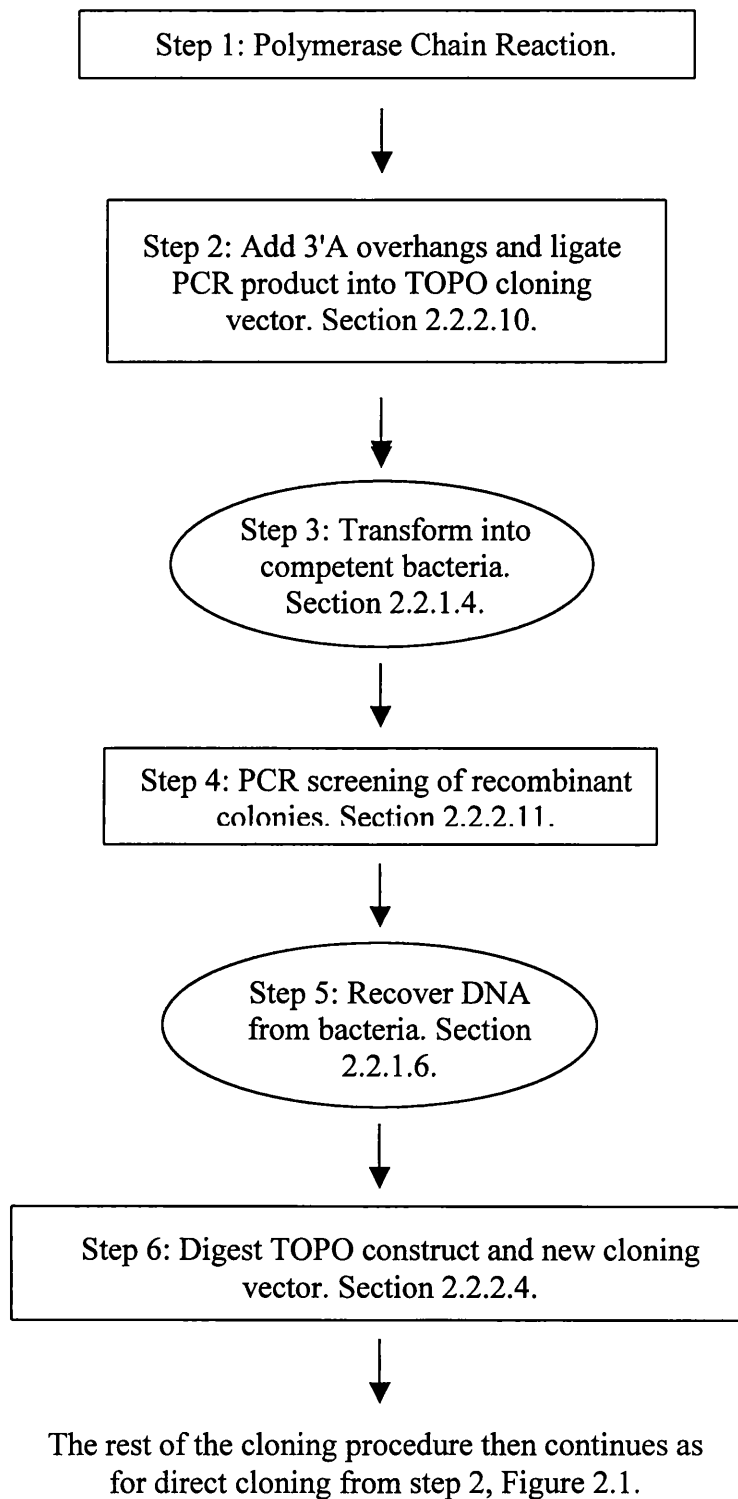 Step 1: Polymerase Chain Reaction.
Step 2: Add 3'A overhangs and ligate
PCR product into TOPO cloning
vector. Section 2.2.2.10.
Step 3: Transform into
competent bacteria.
Section 2.2.1.4.
Step 4: PCR screening of recombinant
colonies. Section 2.2.2.11.
Step 5: Recover DNA
from bacteria. Section
2.2.1.6.
Step 6: Digest TOPO construct and new cloning
vector. Section 2.2.2.4.
The rest of the cloning procedure then continues as
for direct cloning from step 2, Figure 2.1.